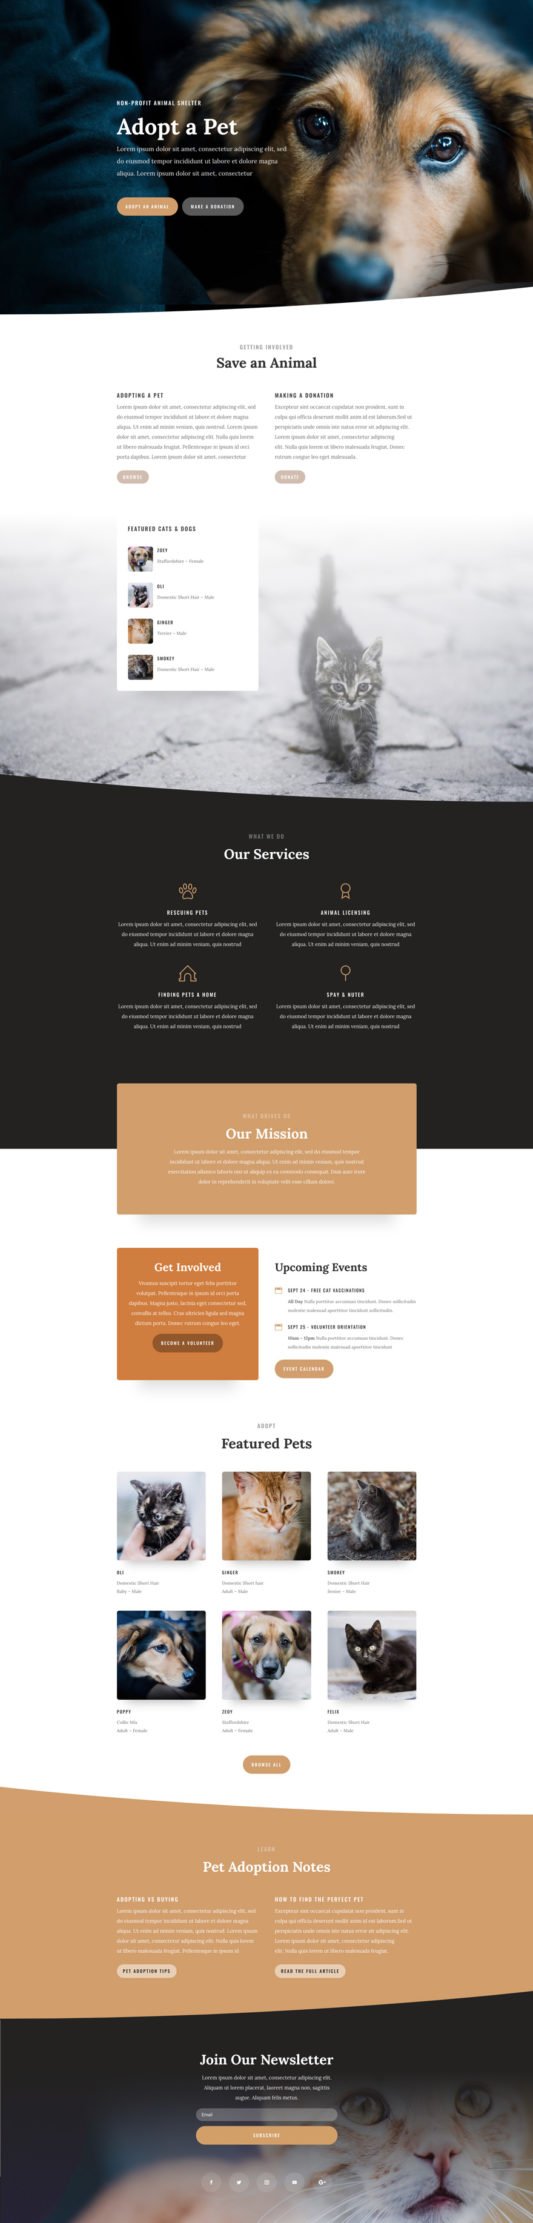 NON-PROFIT ANIMAL SHELTER
Adopt a Pet
Lorem ipsum dolor sit amet, consectetur adipiscing elit, sed
do eiusmod tempor incididunt ut labore et dolore magna
aliqua. Lorem ipsum dolor sit amet, consectetur
ADOPT AN ANIMAL
MAKE A DONATION
GETTING INVOLVED
Save an Animal
ADOPTING A PET
Lorem ipsum dolor sit amet, consectetur adipiscing elit, sed
do eiusmod tempor incididunt ut labore et dolore magna
aliqua. Ut enim ad minim veniam, quis nostrud. Lorem ipsum
dolor sit amet, consectetur adipiscing elit. Nulla quis lorem
ut libero malesuada feugiat. Pellentesque in ipsum id orci
porta dapibus. Lorem ipsum dolor sit amet, consectetur
BROWSE
MAKING A DONATION
Excepteur sint occaecat cupidatat non proident, sunt in
culpa qui officia deserunt mollit anim id est laborum.Sed ut
perspiciatis unde omnis iste natus error sit adipiscing elit.
Lorem ipsum dolor sit amet, consectetur adipiscing
elit. Nulla quis lorem ut libero malesuada feugiat. Donec
rutrum congue leo eget malesuada.
DONATE
FEATURED CATS & DOGS
ZOEY
Staffordshire - Female
OLI
Domestic Short Hair - Male
GINGER
Terrier - Male
SMOKEY
Domestic Short Hair - Male
WHAT WE DO
Our Services
RESCUING PETS
Lorem ipsum dolor sit amet, consectetur adipiscing elit, sed
do eiusmod tempor incididunt ut labore et dolore magna
aliqua. Ut enim ad minim veniam, quis nostrud
ANIMAL LICENSING
Lorem ipsum dolor sit amet, consectetur adipiscing elit, sed
do eiusmod tempor incididunt ut labore et dolore magna
aliqua. Ut enim ad minim veniam, quis nostrud
FINDING PETS A HOME
Lorem ipsum dolor sit amet, consectetur adipiscing elit, sed
do eiusmod tempor incididunt ut labore et dolore magna
aliqua. Ut enim ad minim veniam, quis nostrud
SPAY & NUTER
Lorem ipsum dolor sit amet, consectetur adipiscing elit, sed
do eiusmod tempor incididunt ut labore et dolore magna
aliqua. Ut enim ad minim veniam, quis nostrud
WHAT DRIVES US
Our Mission
Lorem ipsum dolor sit amet, consectetur adipiscing elit, sed do eiusmod tempor
incididunt ut labore et dolore magna aliqua. Ut enim ad minim veniam, quis nostrud
exercitation ullamco laboris nisi ut aliquip ex ea commodo consequat. Duis aute irure
dolor in reprehenderit in voluptate velit esse cillum dolore.
Get Involved
Vivamus suscipit tortor eget felis porttitor
volutpat. Pellentesque in ipsum id orci porta
dapibus. Magna justo, lacinia eget consectetur sed,
convallis at tellus. Cras ultricies ligula sed magna
dictum porta. Donec rutrum congue leo eget
BECOME A VOLUNTEER
Upcoming Events
SEPT 24 - FREE CAT VACCINATIONS
All Day Nulla porttitor accumsan tincidunt. Donec sollicitudin
molestie malesuad aporttitor tincidunt sollicitudin.
SEPT 25 - VOLUNTEER ORIENTATION
10am - 12pm Nulla porttitor accumsan tincidunt. Donec
sollicitudin molestie malesuad aporttitor tincidunt
EVENT CALENDAR
ADOPT
Featured Pets
OLI
Domestic Short Hair
Baby - Male
GINGER
Domestic Short hair
Adult - Male
SMOKEY
Domestic Short Hair
Senior - Male
POPPY
Collie Mix
Adult - Female
ZEOY
Staffordshire
Adult - Female
FELIX
Domestic Short Hair
Adult - Male
BROWSE ALL
LEARN
Pet Adoption Notes
ADOPTING VS BUYING
Lorem ipsum dolor sit amet, consectetur adipiscing elit, sed
do eiusmod tempor incididunt ut labore et dolore magna
aliqua. Ut enim ad minim veniam, quis nostrud. Lorem ipsum
dolor sit amet, consectetur adipiscing elit. Nulla quis lorem
ut libero malesuada feugiat. Pellentesque in ipsum id
PET ADOPTION TIPS
HOW TO FIND THE PERFECT PET
Excepteur sint occaecat cupidatat non proident, sunt in
culpa qui officia deserunt mollit anim id est laborum.Sed ut
perspiciatis unde omnis iste natus error sit adipiscing elit.
Lorem ipsum dolor sit amet, consectetur adipiscing
elit. Nulla quis lorem ut libero malesuada feugiat.
READ THE FULL ARTICLE
Join Our Newsletter
Lorem ipsum dolor sit amet, consectetur adipiscing elit.
Aliquam ut lorem placerat, laoreet magna non, sagittis
augue. Aliquam felis metus.
Email
SUBSCRIBE